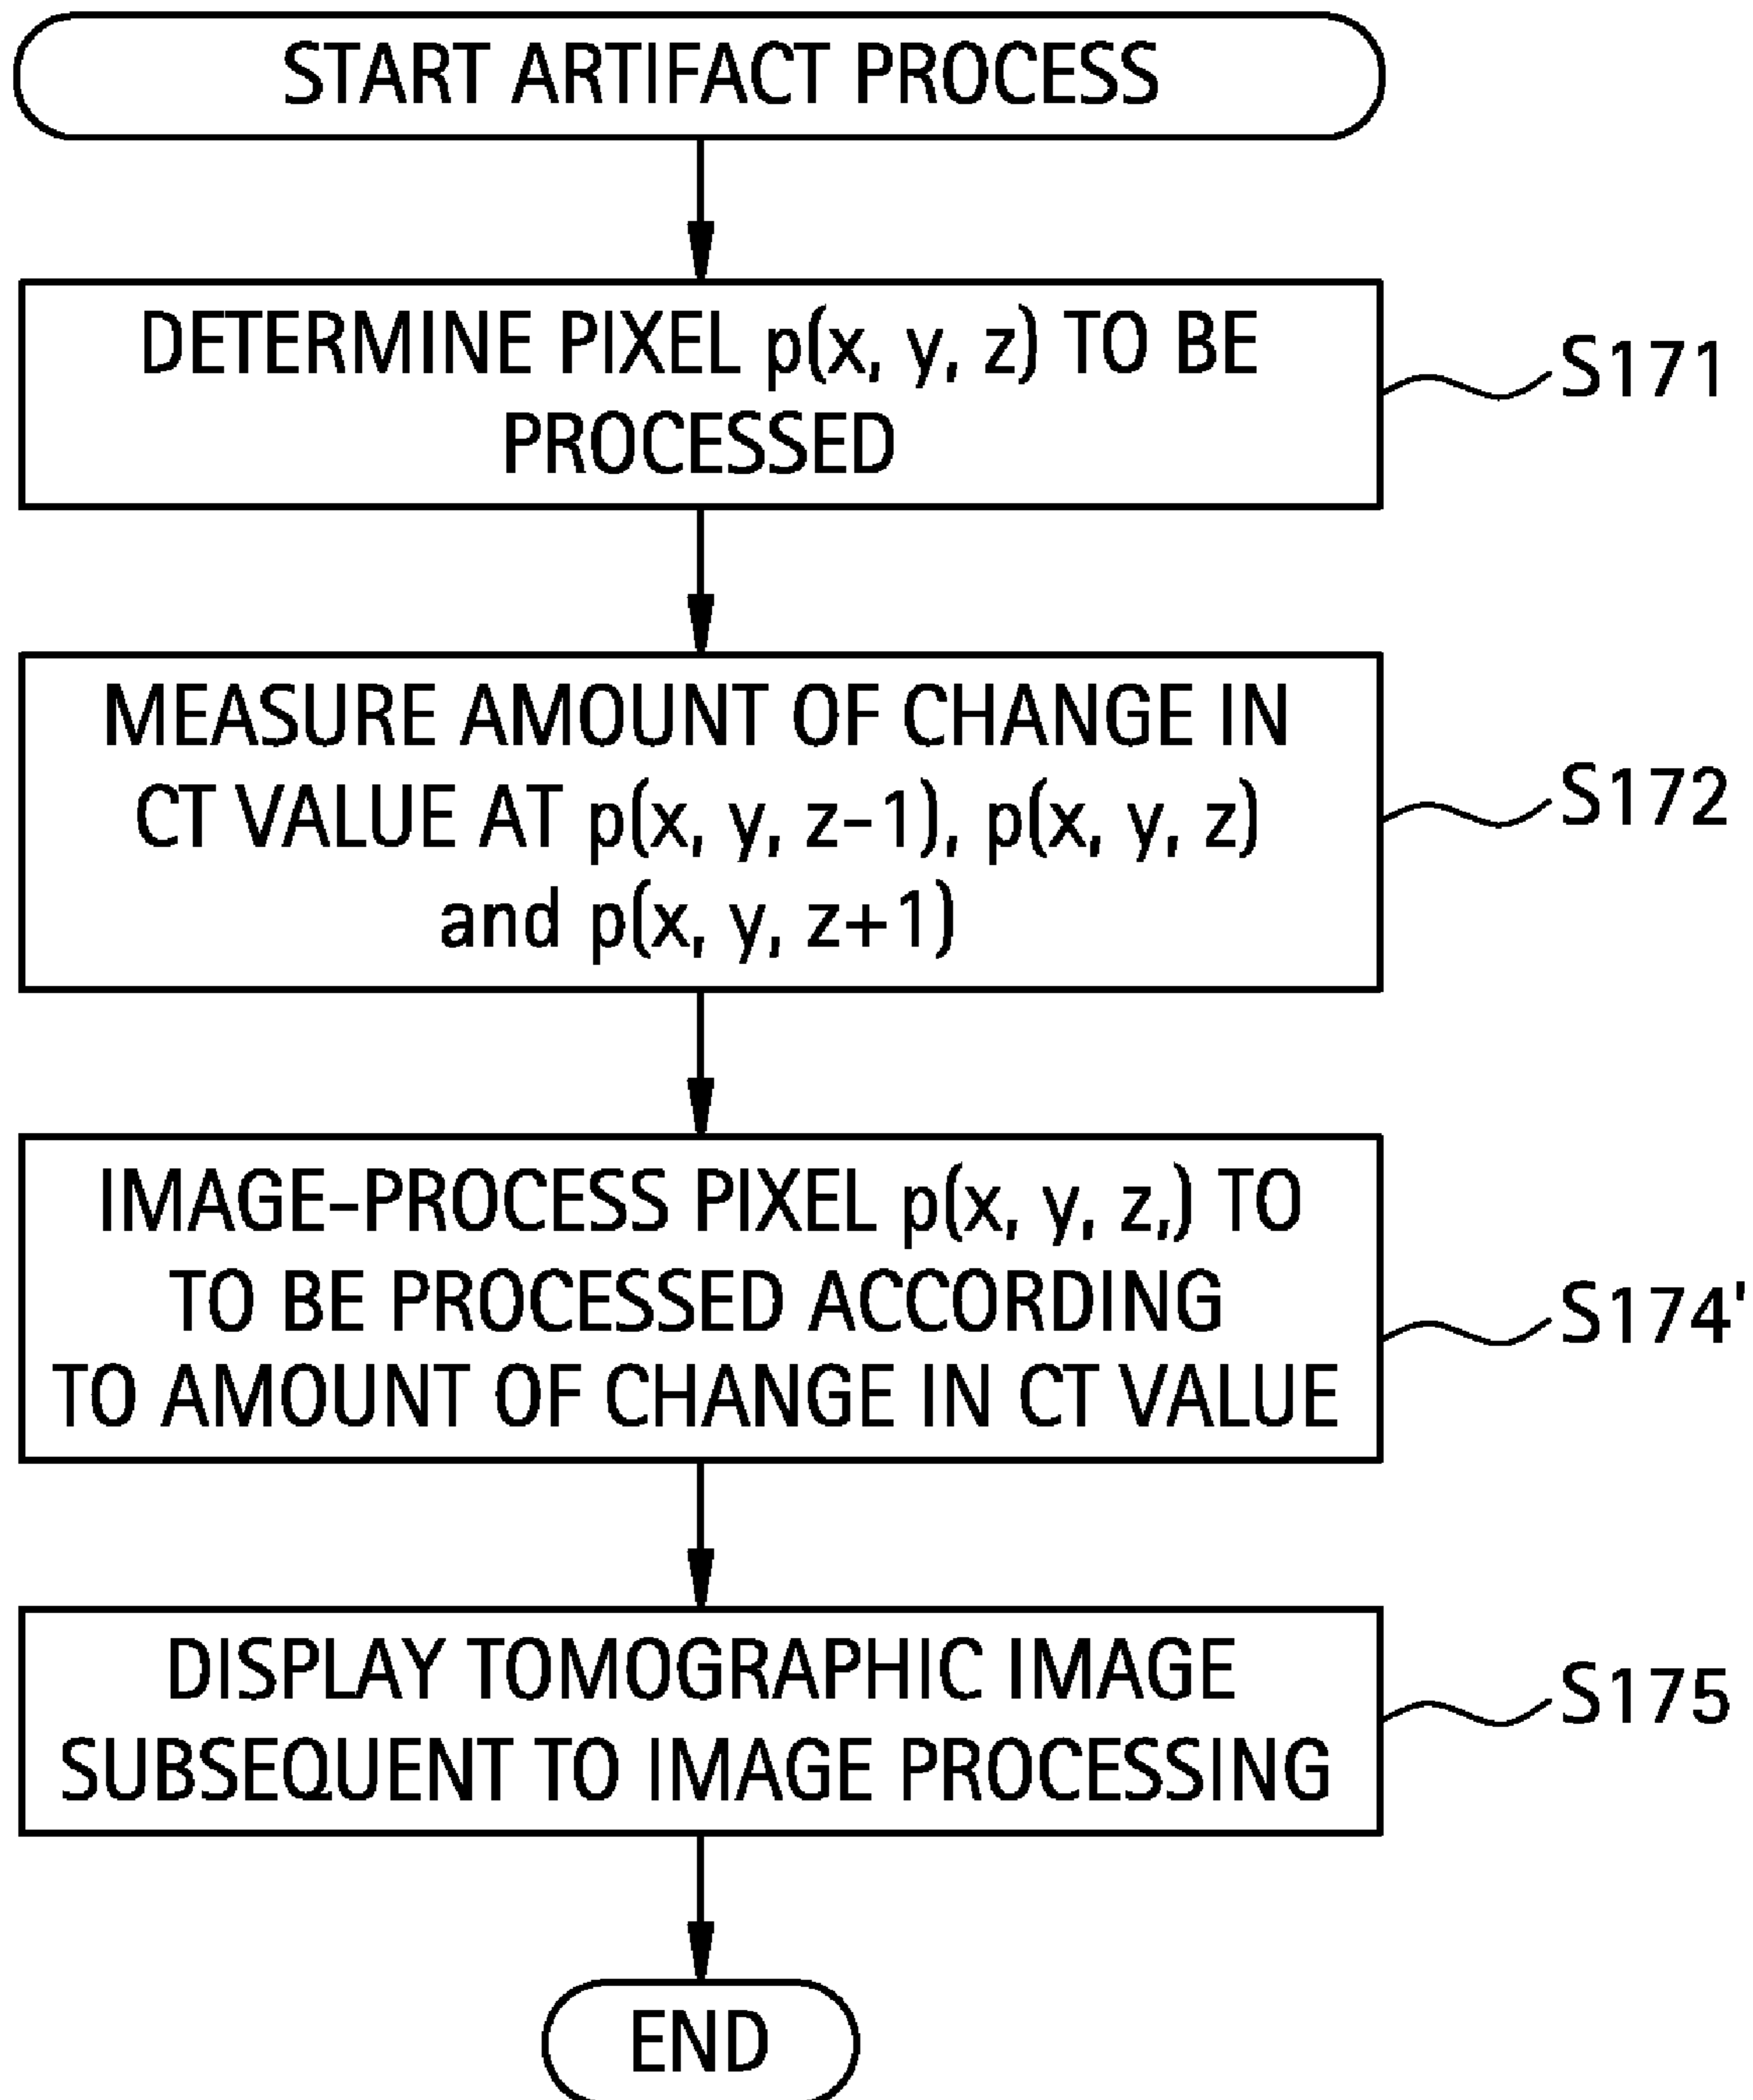 START ARTIFACT PROCESS
DETERMINE PIXEL p(x, y, z) TO BE
PROCESSED
S171
MEASURE AMOUNT OF CHANGE IN
CT VALUE AT p(x, y, z-1), p(x, y, z)
and p(x, y, z+1)
S172
IMAGE-PROCESS PIXEL p(x, y, z,) TO
TO BE PROCESSED ACCORDING
TO AMOUNT OF CHANGE IN CT VALUE
S174'
DISPLAY TOMOGRAPHIC IMAGE
SUBSEQUENT TO IMAGE PROCESSING
S175
END